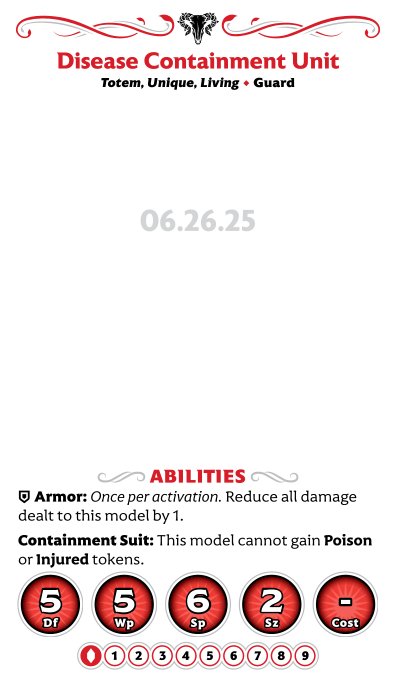 Disease Containment Unit
Totem, Unique, Living ♦ Guard
06.26.25
ABILITIES
Armor: Once per activation. Reduce all damage
dealt to this model by 1.
Containment Suit: This model cannot gain Poison
or Injured tokens.
5 5 6 2 -
Df Wp Sp Sz Cost
1 2 3 4 5 6 7 8 9